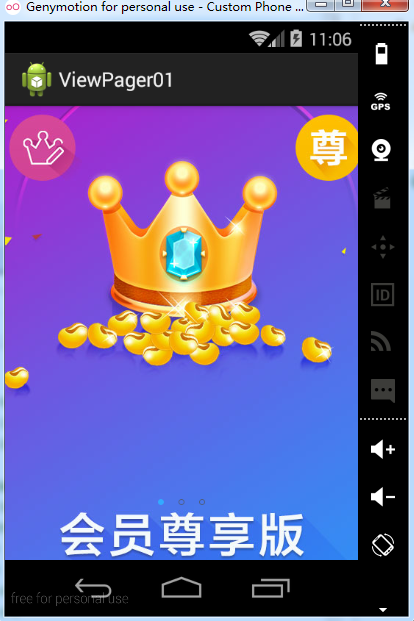 Genymotion for personal use - Custom Phone ...
11:06
ViewPager01
尊
GPS
ID
会员尊享版
free for personal use